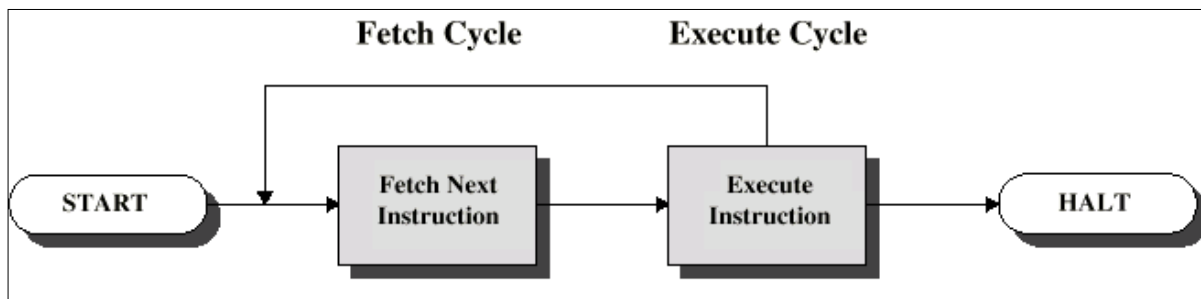 Fetch Cycle
Execute Cycle
START
Fetch Next
Instruction
Execute
Instruction
HALT